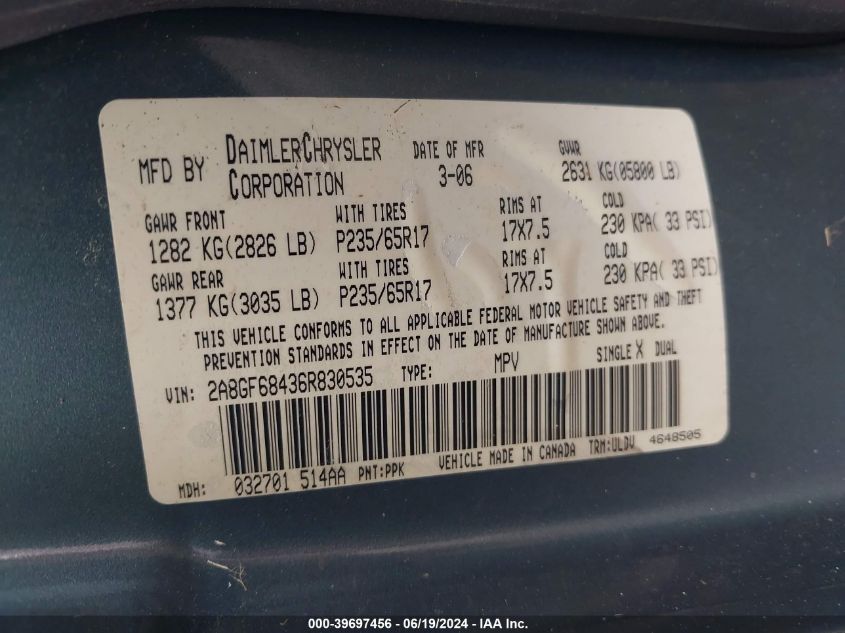 MFD BY DAIMLERCHRYSLER CORPORATION DATE OF MFR 3-06 GVWR 2631 KG(05800 LB)
GAWR FRONT WITH TIRES RIMS AT COLD
1282 KG(2826 LB) P235/65R17 17X7.5 230 KPA( 33 PSI)
GAWR REAR WITH TIRES RIMS AT COLD
1377 KG(3035 LB) P235/65R17 17X7.5 230 KPA( 33 PSI)
THIS VEHICLE CONFORMS TO ALL APPLICABLE FEDERAL MOTOR VEHICLE SAFETY AND THEFT
PREVENTION STANDARDS IN EFFECT ON THE DATE OF MANUFACTURE SHOWN ABOVE.
VIN: 2A8GF68436R830535 TYPE: MPV SINGLE X DUAL
MDH: 032701 514AA PNT:PPK VEHICLE MADE IN CANADA TRM:ULDV 4648505
000-39697456 - 06/19/2024 - IAA Inc.